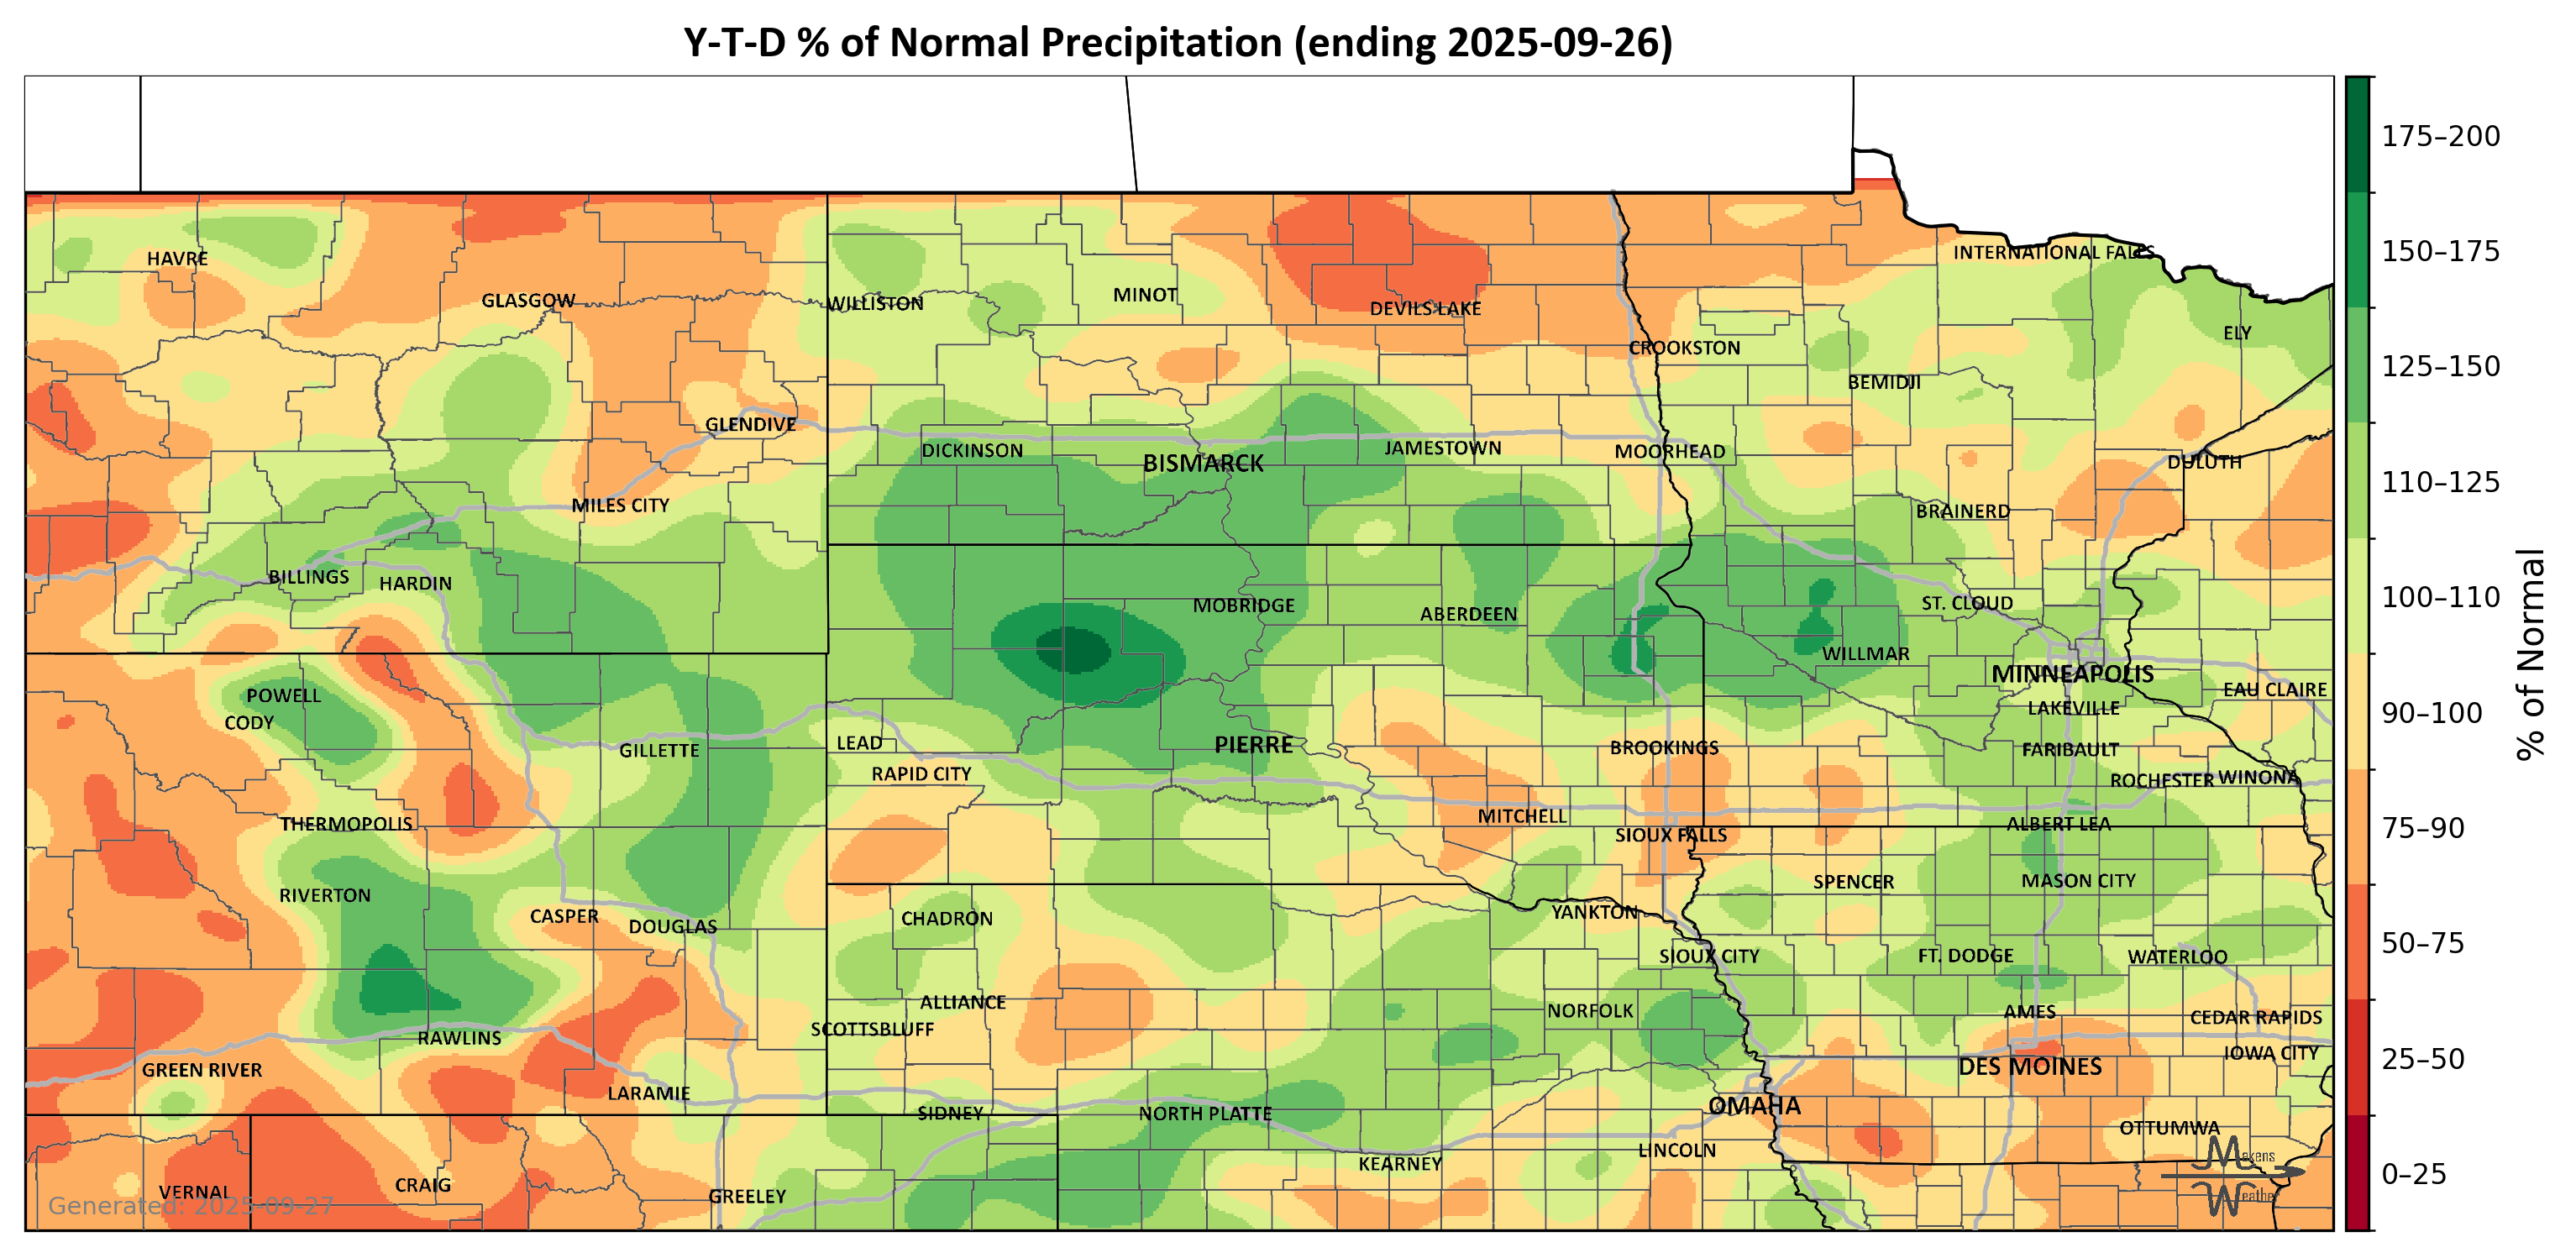 Y-T-D % of Normal Precipitation (ending 2025-09-26)
175–200
150–175
125–150
110–125
100–110
90–100
75–90
50–75
25–50
0–25
% of Normal
INTERNATIONAL FALLS
HAVRE
GLASGOW
WILLISTON
MINOT
DEVILS LAKE
ELY
CROOKSTON
BEMIDJI
GLENDIVE
DICKINSON
BISMARCK
JAMESTOWN
MOORHEAD
DULUTH
MILES CITY
BRAINERD
BILLINGS
HARDIN
MOBRIDGE
ABERDEEN
ST. CLOUD
WILLMAR
MINNEAPOLIS
POWELL
EAU CLAIRE
CODY
LAKEVILLE
GILLETTE
LEAD
PIERRE
BROOKINGS
FARIBAULT
RAPID CITY
ROCHESTER
WINONA
THERMOPOLIS
MITCHELL
SIOUX FALLS
ALBERT LEA
RIVERTON
SPENCER
MASON CITY
CASPER
DOUGLAS
CHADRON
YANKTON
SIOUX CITY
FT. DODGE
WATERLOO
ALLIANCE
NORFOLK
AMES
CEDAR RAPIDS
SCOTTSBLUFF
RAWLINS
IOWA CITY
GREEN RIVER
DES MOINES
LARAMIE
SIDNEY
NORTH PLATTE
OMAHA
OTTUMWA
KEARNEY
LINCOLN
VERNAL
CRAIG
GREELEY
Makens
Weather
Generated: 2025-09-27